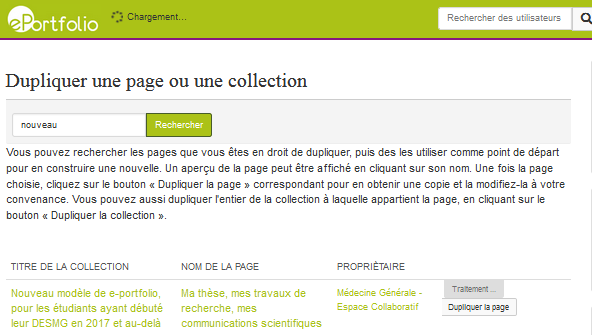 ePortfolio
Chargement...
Rechercher des utilisateurs
Dupliquer une page ou une collection
nouveau
Rechercher
Vous pouvez rechercher les pages que vous êtes en droit de dupliquer, puis des les utiliser comme point de départ
pour en construire une nouvelle. Un aperçu de la page peut être affiché en cliquant sur son nom. Une fois la page
choisie, cliquez sur le bouton « Dupliquer la page » correspondant pour en obtenir une copie et la modifiez-la à votre
convenance. Vous pouvez aussi dupliquer l'entier de la collection à laquelle appartient la page, en cliquant sur le
bouton « Dupliquer la collection ».
TITRE DE LA COLLECTION
NOM DE LA PAGE
PROPRIÉTAIRE
Nouveau modèle de e-portfolio,
pour les étudiants ayant débuté
leur DESMG en 2017 et au-delà
Ma thèse, mes travaux de
recherche, mes
communications scientifiques
Médecine Générale -
Espace Collaboratif
Traitement ...
Dupliquer la page